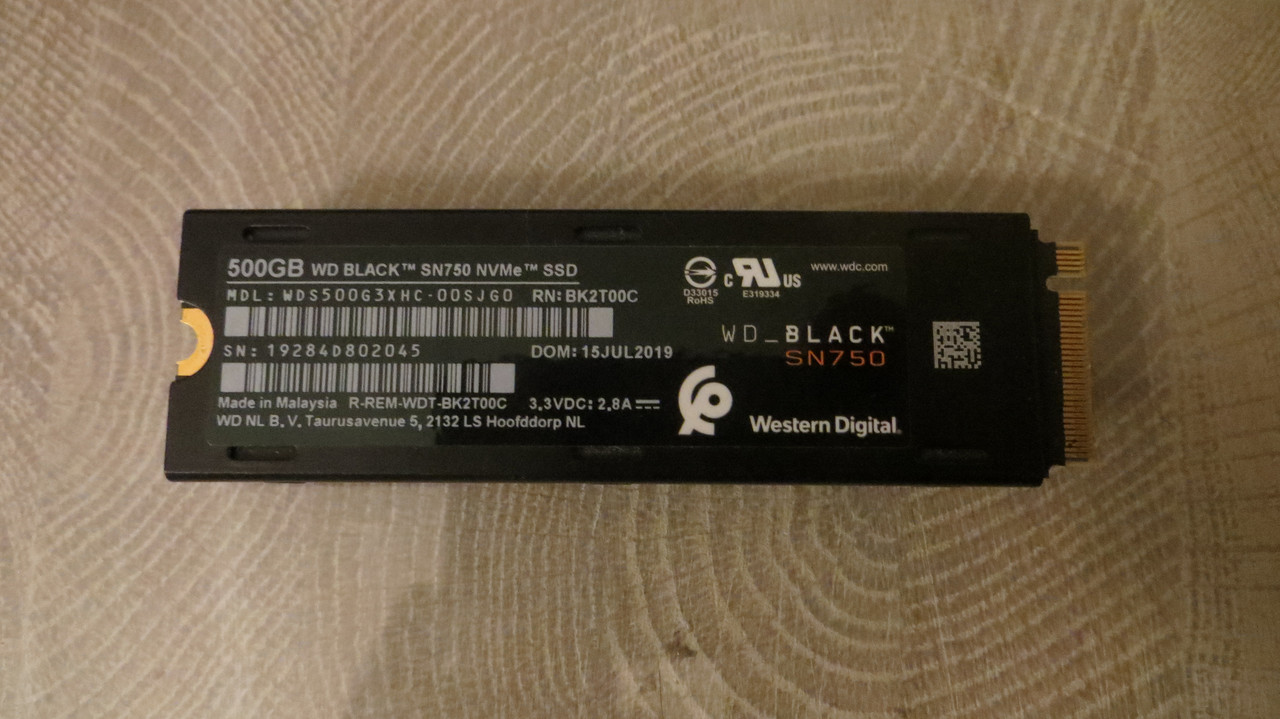 500GB WD BLACK™ SN750 NVMe™ SSD
MDL: WDS500G3XHC-00SJG0 RN: BK2T00C
SN: 19284D802045 DOM: 15JUL2019
Made in Malaysia R-REM-WDT-BK2T00C 3.3VDC: 2.8A
WD NL B.V. Taurusavenue 5, 2132 LS Hoofddorp NL
D33015
RoHS
C US
E319334
www.wdc.com
WD_BLACK™
SN750
Western Digital.